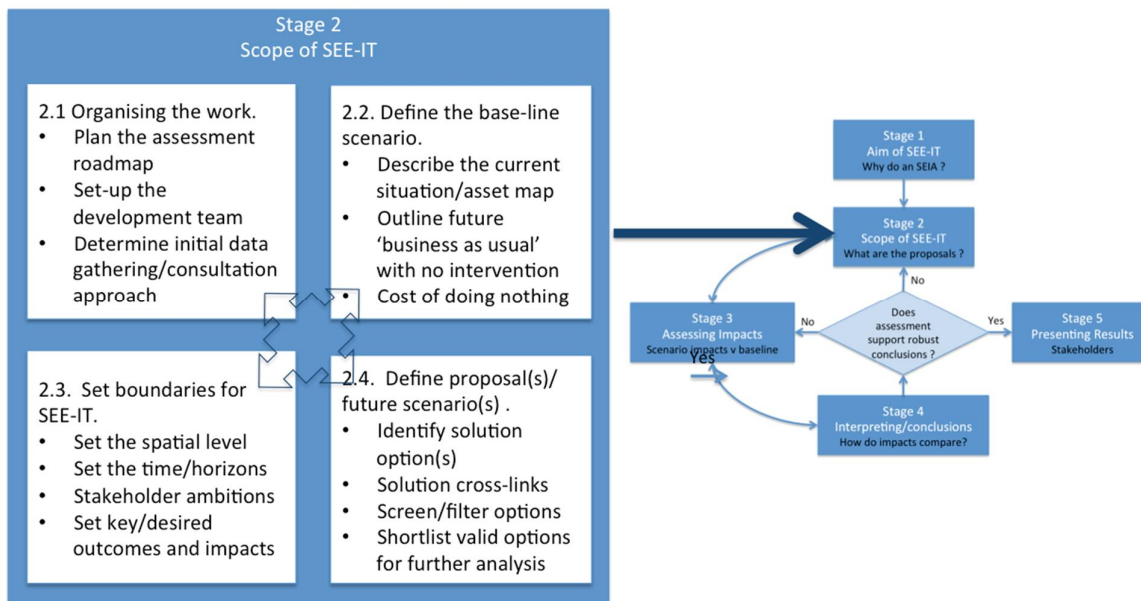 Stage 2
Scope of SEE-IT
2.1 Organising the work.
• Plan the assessment
roadmap
• Set-up the
development team
• Determine initial data
gathering/consultation
approach
2.2. Define the base-line
scenario.
• Describe the current
situation/asset map
• Outline future
‘business as usual’
with no intervention
• Cost of doing nothing
2.3. Set boundaries for
SEE-IT.
• Set the spatial level
• Set the time/horizons
• Stakeholder ambitions
• Set key/desired
outcomes and impacts
2.4. Define proposal(s)/
future scenario(s) .
• Identify solution
option(s)
• Solution cross-links
• Screen/filter options
• Shortlist valid options
for further analysis
Stage 1
Aim of SEE-IT
Why do an SEIA ?
Stage 2
Scope of SEE-IT
What are the proposals ?
No
Stage 3
Assessing Impacts
Scenario impacts v baseline
Yes
No
Does
assessment
support robust
conclusions ?
Yes
Stage 5
Presenting Results
Stakeholders
Stage 4
Interpreting/conclusions
How do impacts compare?